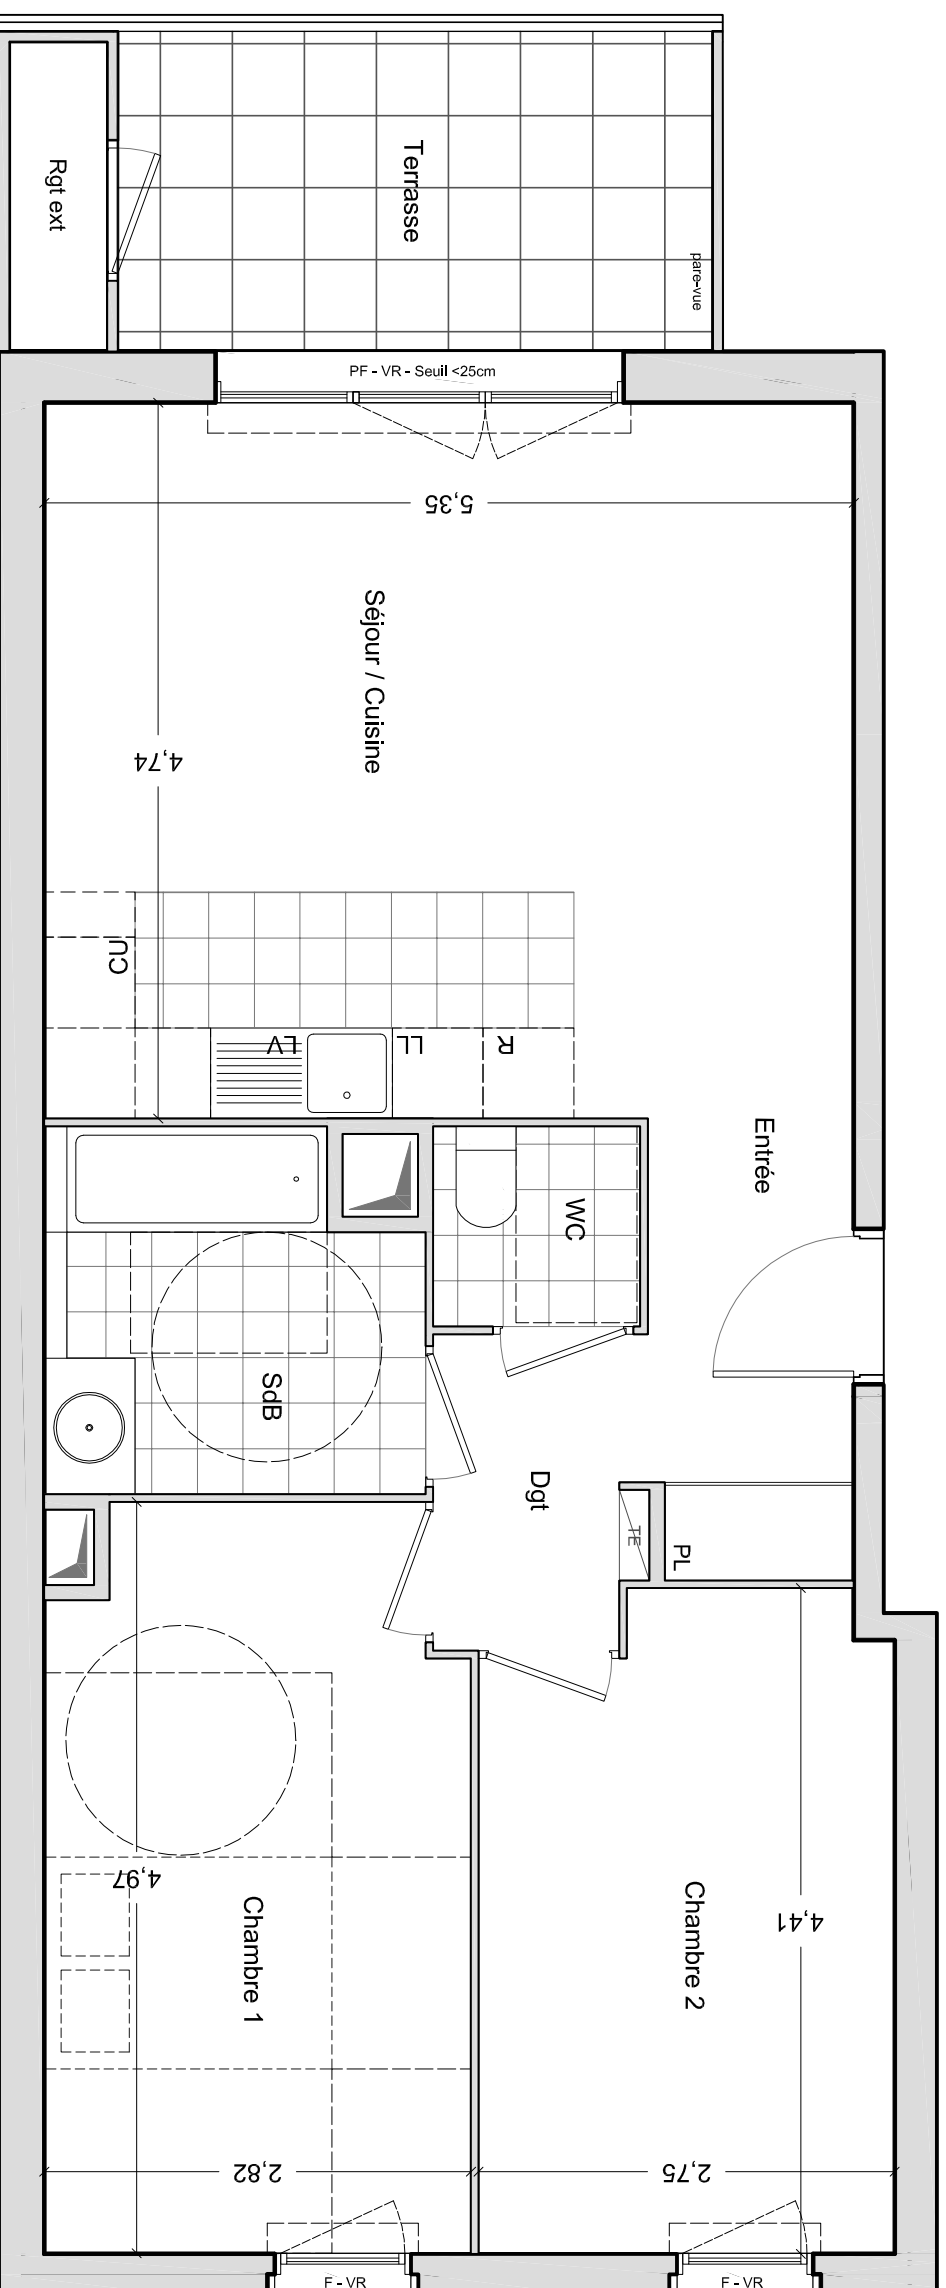 Terrasse
Rgt ext
pare-vue
PF - VR - Seuil <25cm
5,35
Séjour / Cuisine
4,74
CU
LV
LL
R
Entrée
WC
SdB
Dgt
TE
PL
4,97
Chambre 1
Chambre 2
4,41
2,82
2,75
F - VR
F - VR